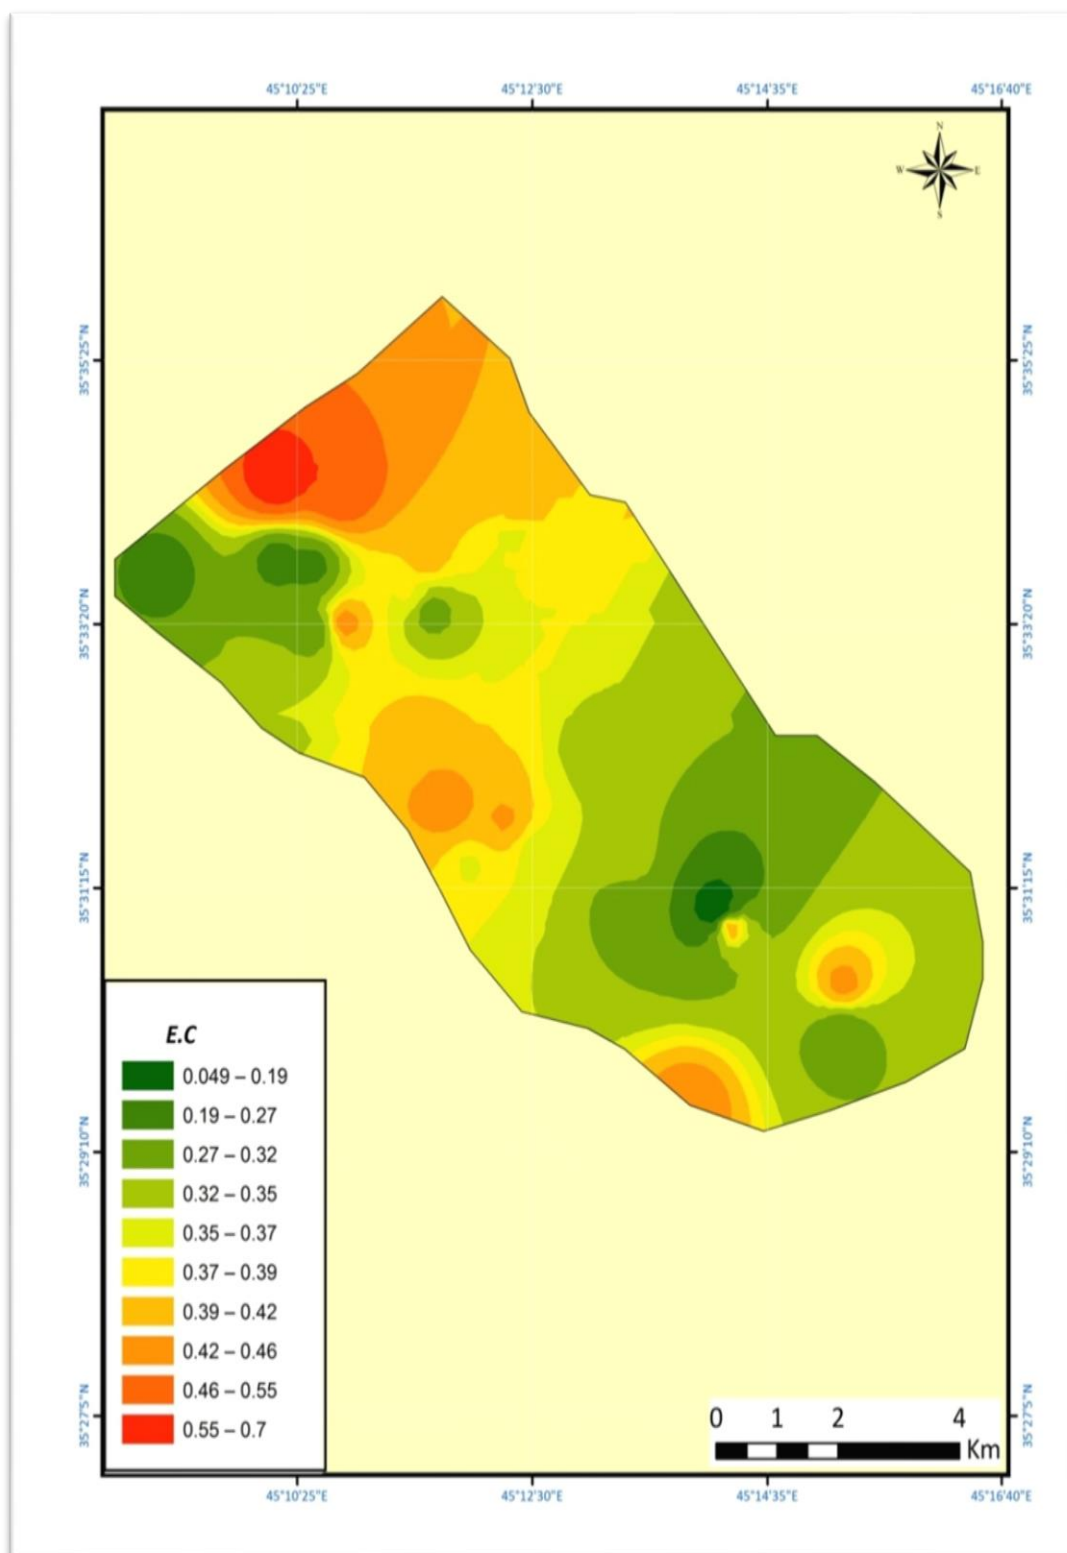 45°10'25"E 45°12'30"E 45°14'35"E 45°16'40"E
N
W E
S
35°35'25"N 35°35'25"N
35°33'20"N 35°33'20"N
35°31'15"N 35°31'15"N
35°29'10"N 35°29'10"N
35°27'5"N 35°27'5"N
E.C
0.049 – 0.19
0.19 – 0.27
0.27 – 0.32
0.32 – 0.35
0.35 – 0.37
0.37 – 0.39
0.39 – 0.42
0.42 – 0.46
0.46 – 0.55
0.55 – 0.7
0 1 2 4
Km
45°10'25"E 45°12'30"E 45°14'35"E 45°16'40"E